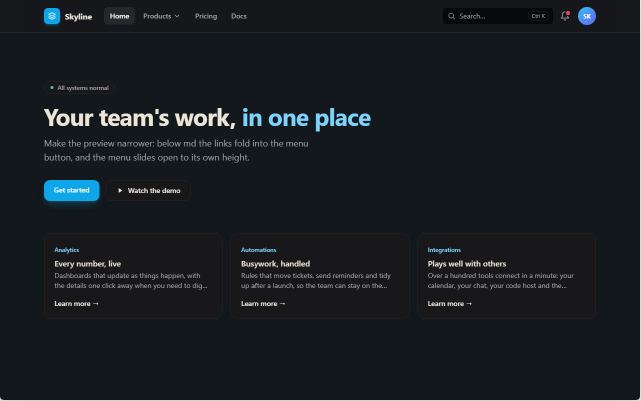 Skyline
Home
Products
Pricing
Docs
Search...
Ctrl K
SK
All systems normal
Your team's work, in one place
Make the preview narrower: below md the links fold into the menu
button, and the menu slides open to its own height.
Get started
Watch the demo
Analytics
Every number, live
Dashboards that update as things happen, with
the details one click away when you need to dig...
Learn more →
Automations
Busywork, handled
Rules that move tickets, send reminders and tidy
up after a launch, so the team can stay on the...
Learn more →
Integrations
Plays well with others
Over a hundred tools connect in a minute: your
calendar, your chat, your code host and the...
Learn more →